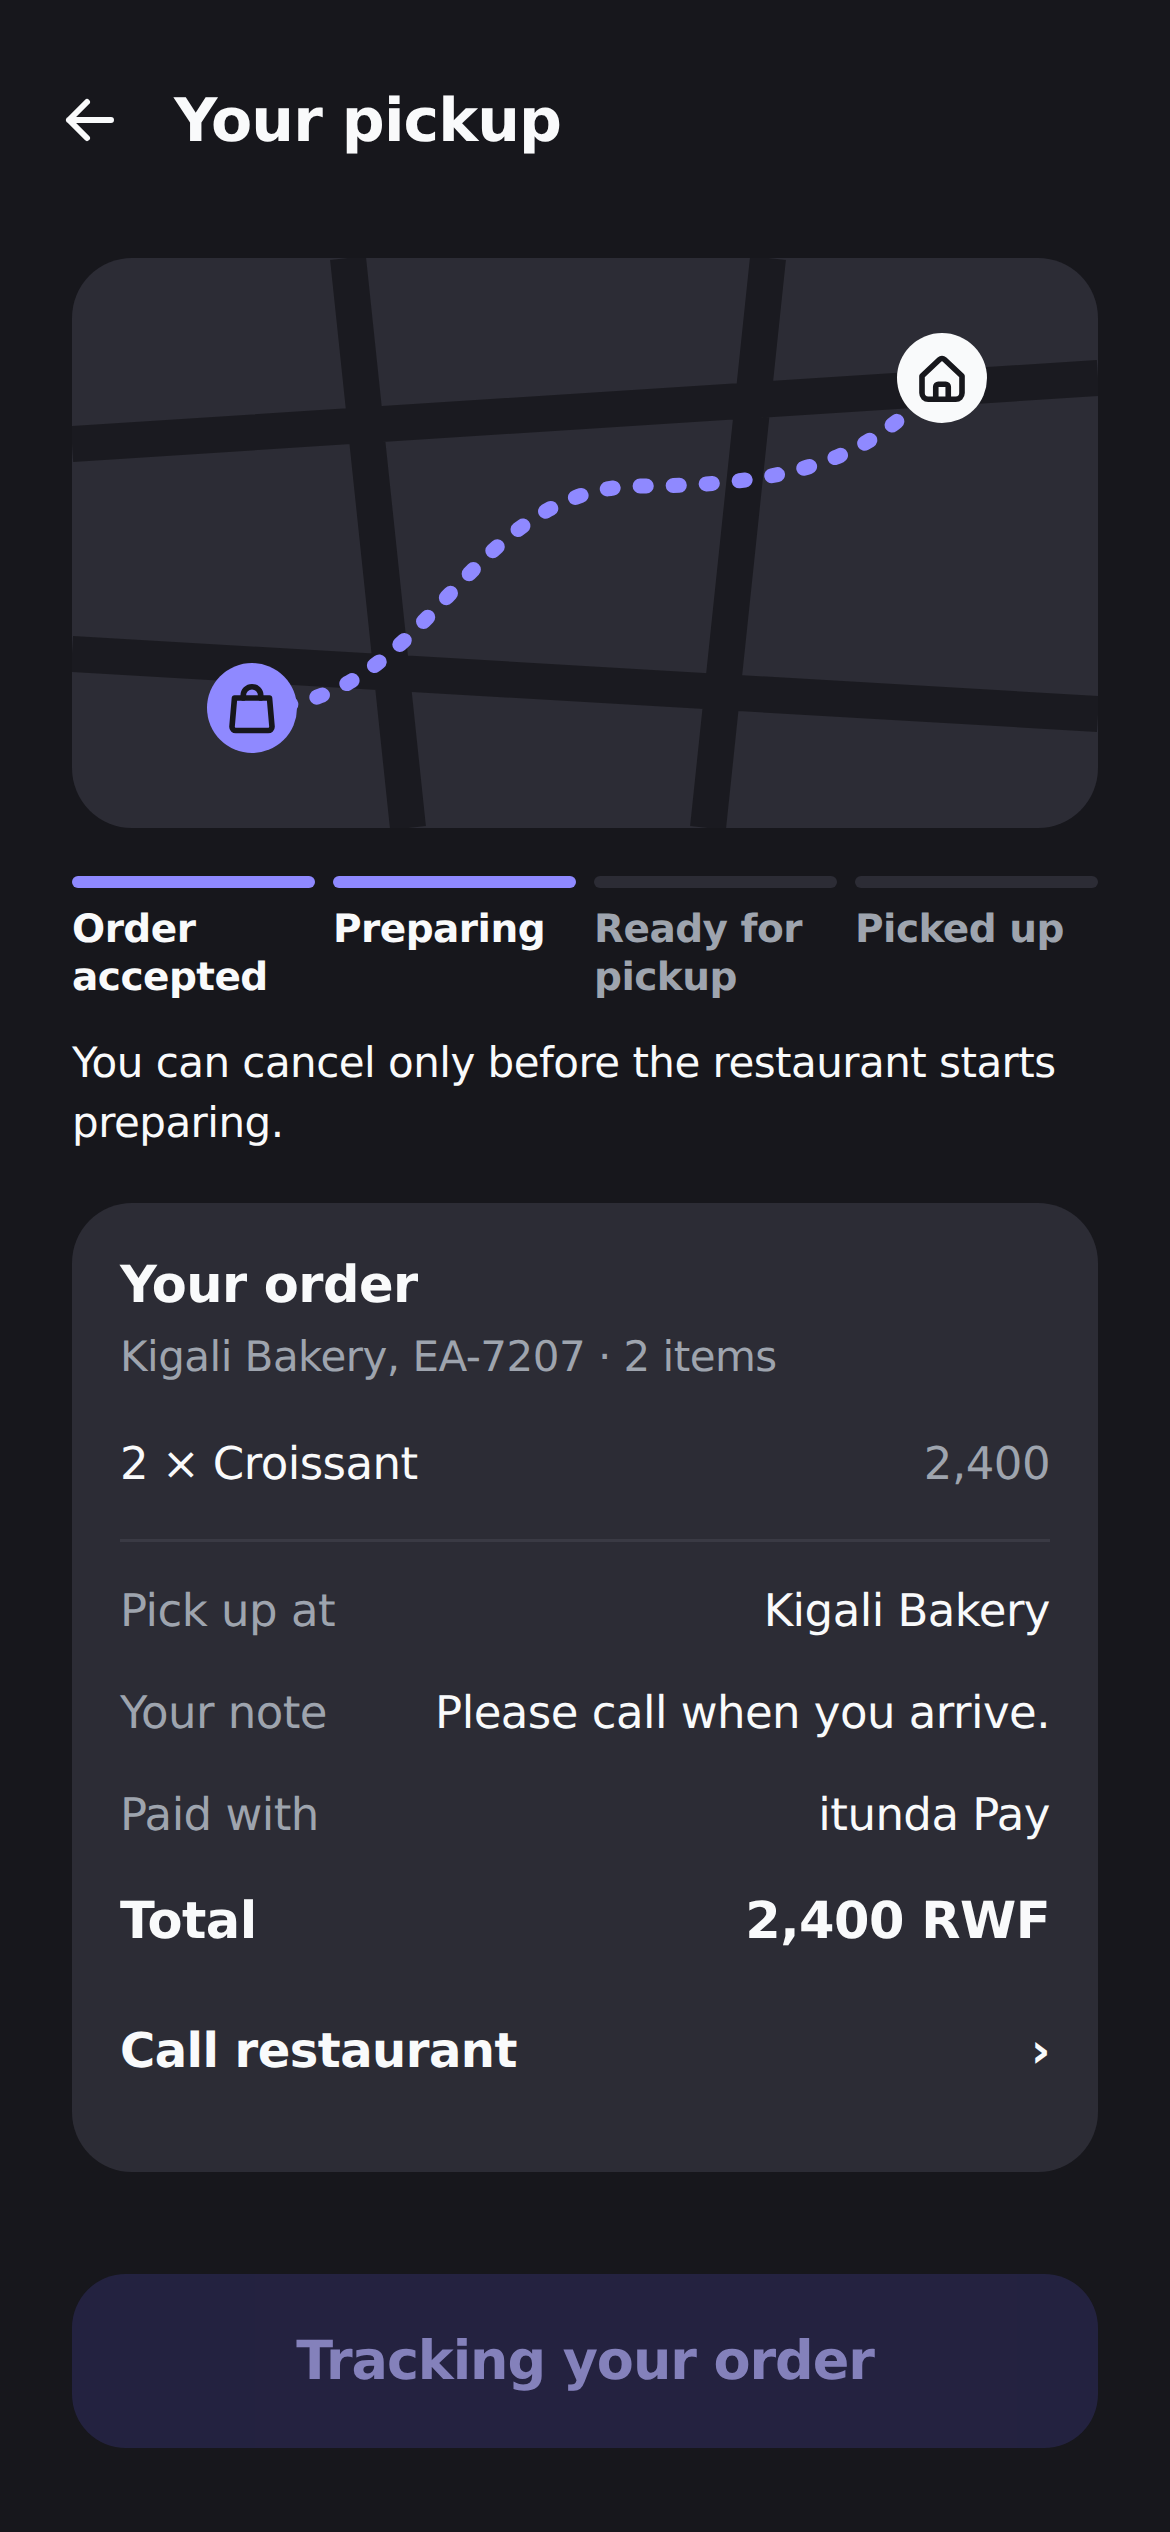 Your pickup
Order accepted
Preparing
Ready for pickup
Picked up
You can cancel only before the restaurant starts
preparing.
Your order
Kigali Bakery, EA-7207 · 2 items
2 × Croissant 2,400
Pick up at Kigali Bakery
Your note Please call when you arrive.
Paid with itunda Pay
Total 2,400 RWF
Call restaurant ›
Tracking your order